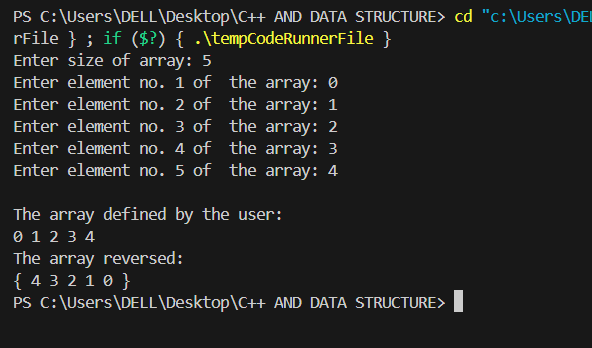 PS C:\Users\DELL\Desktop\C++ AND DATA STRUCTURE> cd "c:\Users\DEL
rFile } ; if ($?) { .\tempCodeRunnerFile }
Enter size of array: 5
Enter element no. 1 of  the array: 0
Enter element no. 2 of  the array: 1
Enter element no. 3 of  the array: 2
Enter element no. 4 of  the array: 3
Enter element no. 5 of  the array: 4
The array defined by the user:
0 1 2 3 4
The array reversed:
{ 4 3 2 1 0 }
PS C:\Users\DELL\Desktop\C++ AND DATA STRUCTURE>